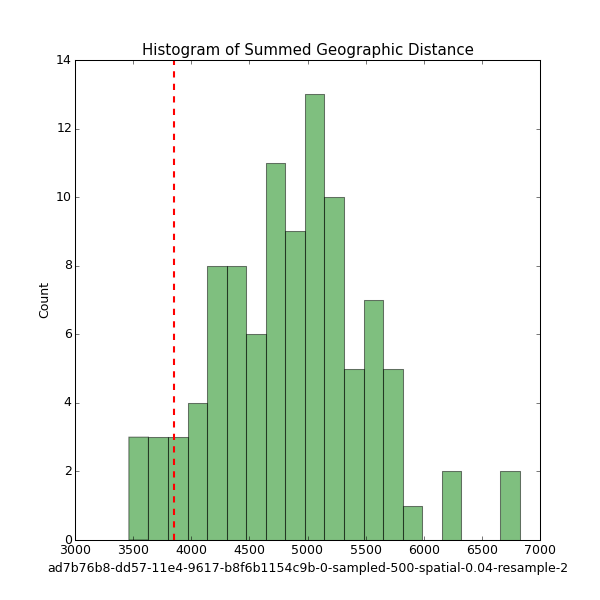 Histogram of Summed Geographic Distance
14
12
10
8
6
4
2
0
Count
3000 3500 4000 4500 5000 5500 6000 6500 7000
ad7b76b8-dd57-11e4-9617-b8f6b1154c9b-0-sampled-500-spatial-0.04-resample-2